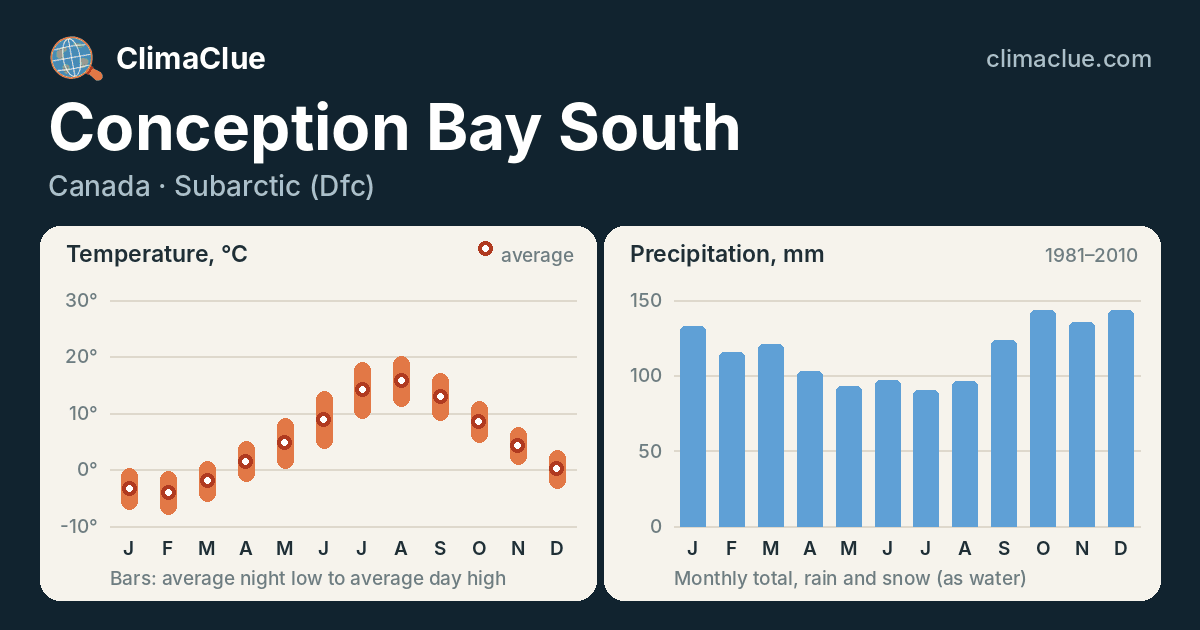 ClimaClue
climaclue.com
Conception Bay South
Canada · Subarctic (Dfc)
Temperature, °C
average
30°
20°
10°
0°
-10°
J F M A M J J A S O N D
Bars: average night low to average day high
Precipitation, mm
1981–2010
150
100
50
0
J F M A M J J A S O N D
Monthly total, rain and snow (as water)